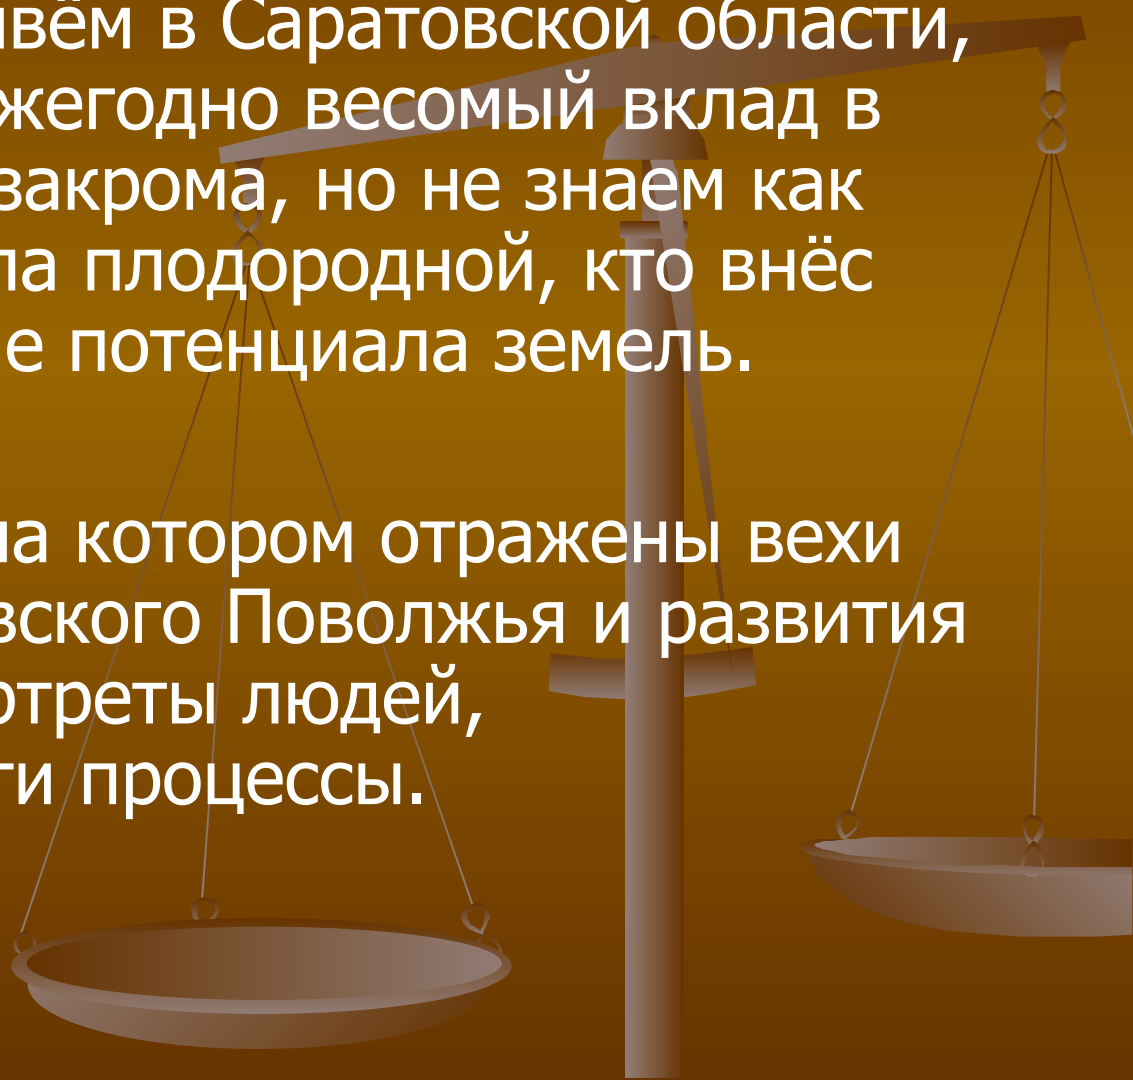 ивём в Саратовской области,
жегодно весомый вклад в
закрома, но не знаем как
ла плодородной, кто внёс
е потенциала земель.
на котором отражены вехи
вского Поволжья и развития
ртреты людей,
ти процессы.